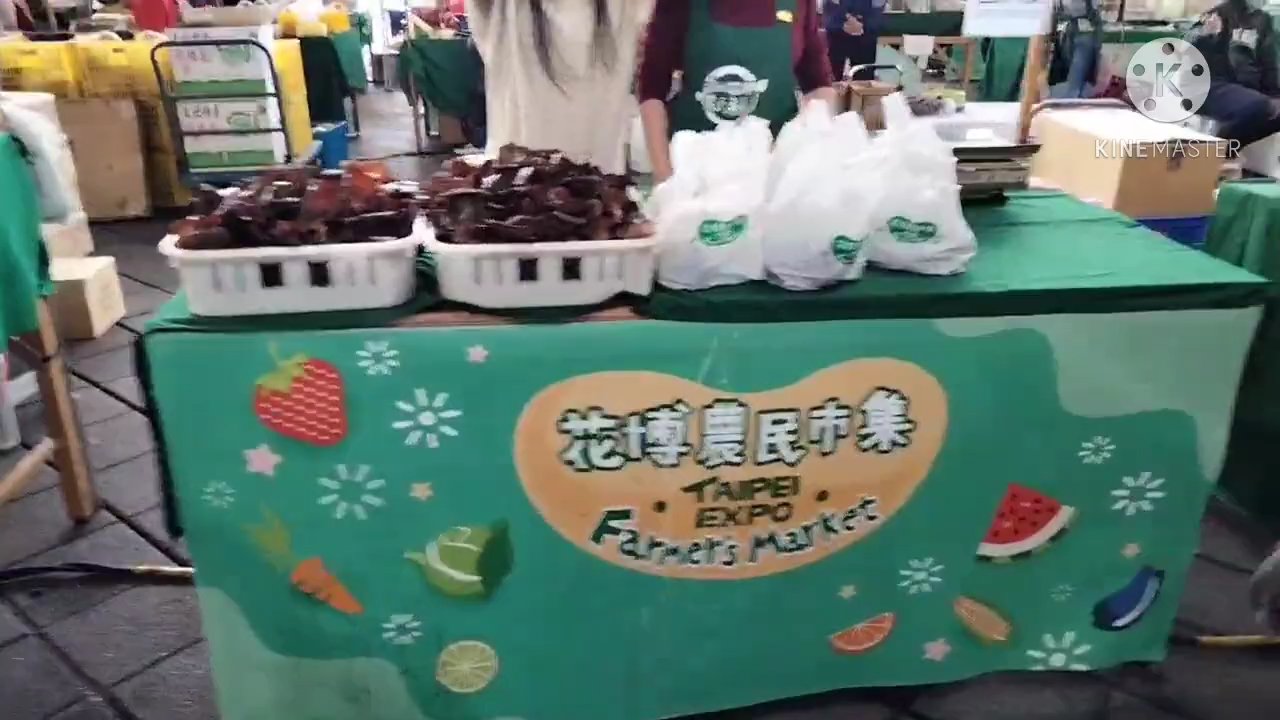 KINEMASTER
花博農民市集
TAIPEI
EXPO
Farmers Market